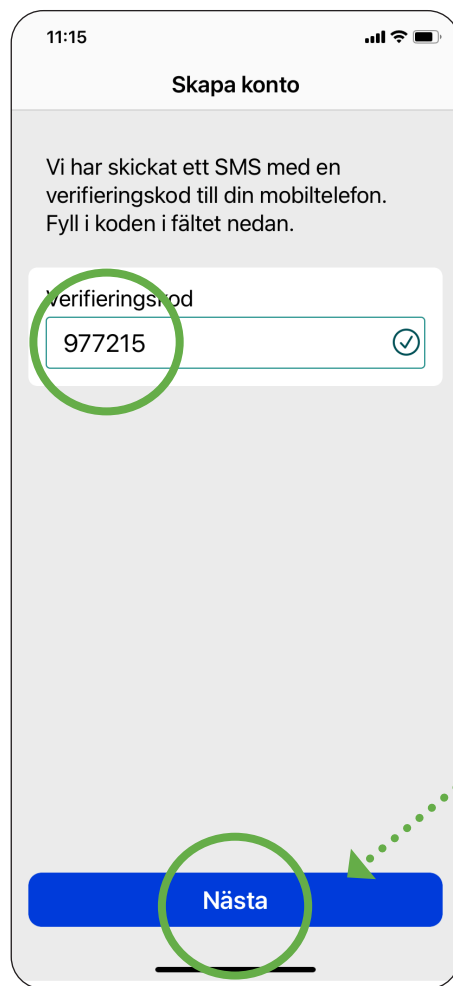 11:15
Skapa konto
Vi har skickat ett SMS med en
verifieringskod till din mobiltelefon.
Fyll i koden i fältet nedan.
Verifieringskod
977215
Nästa